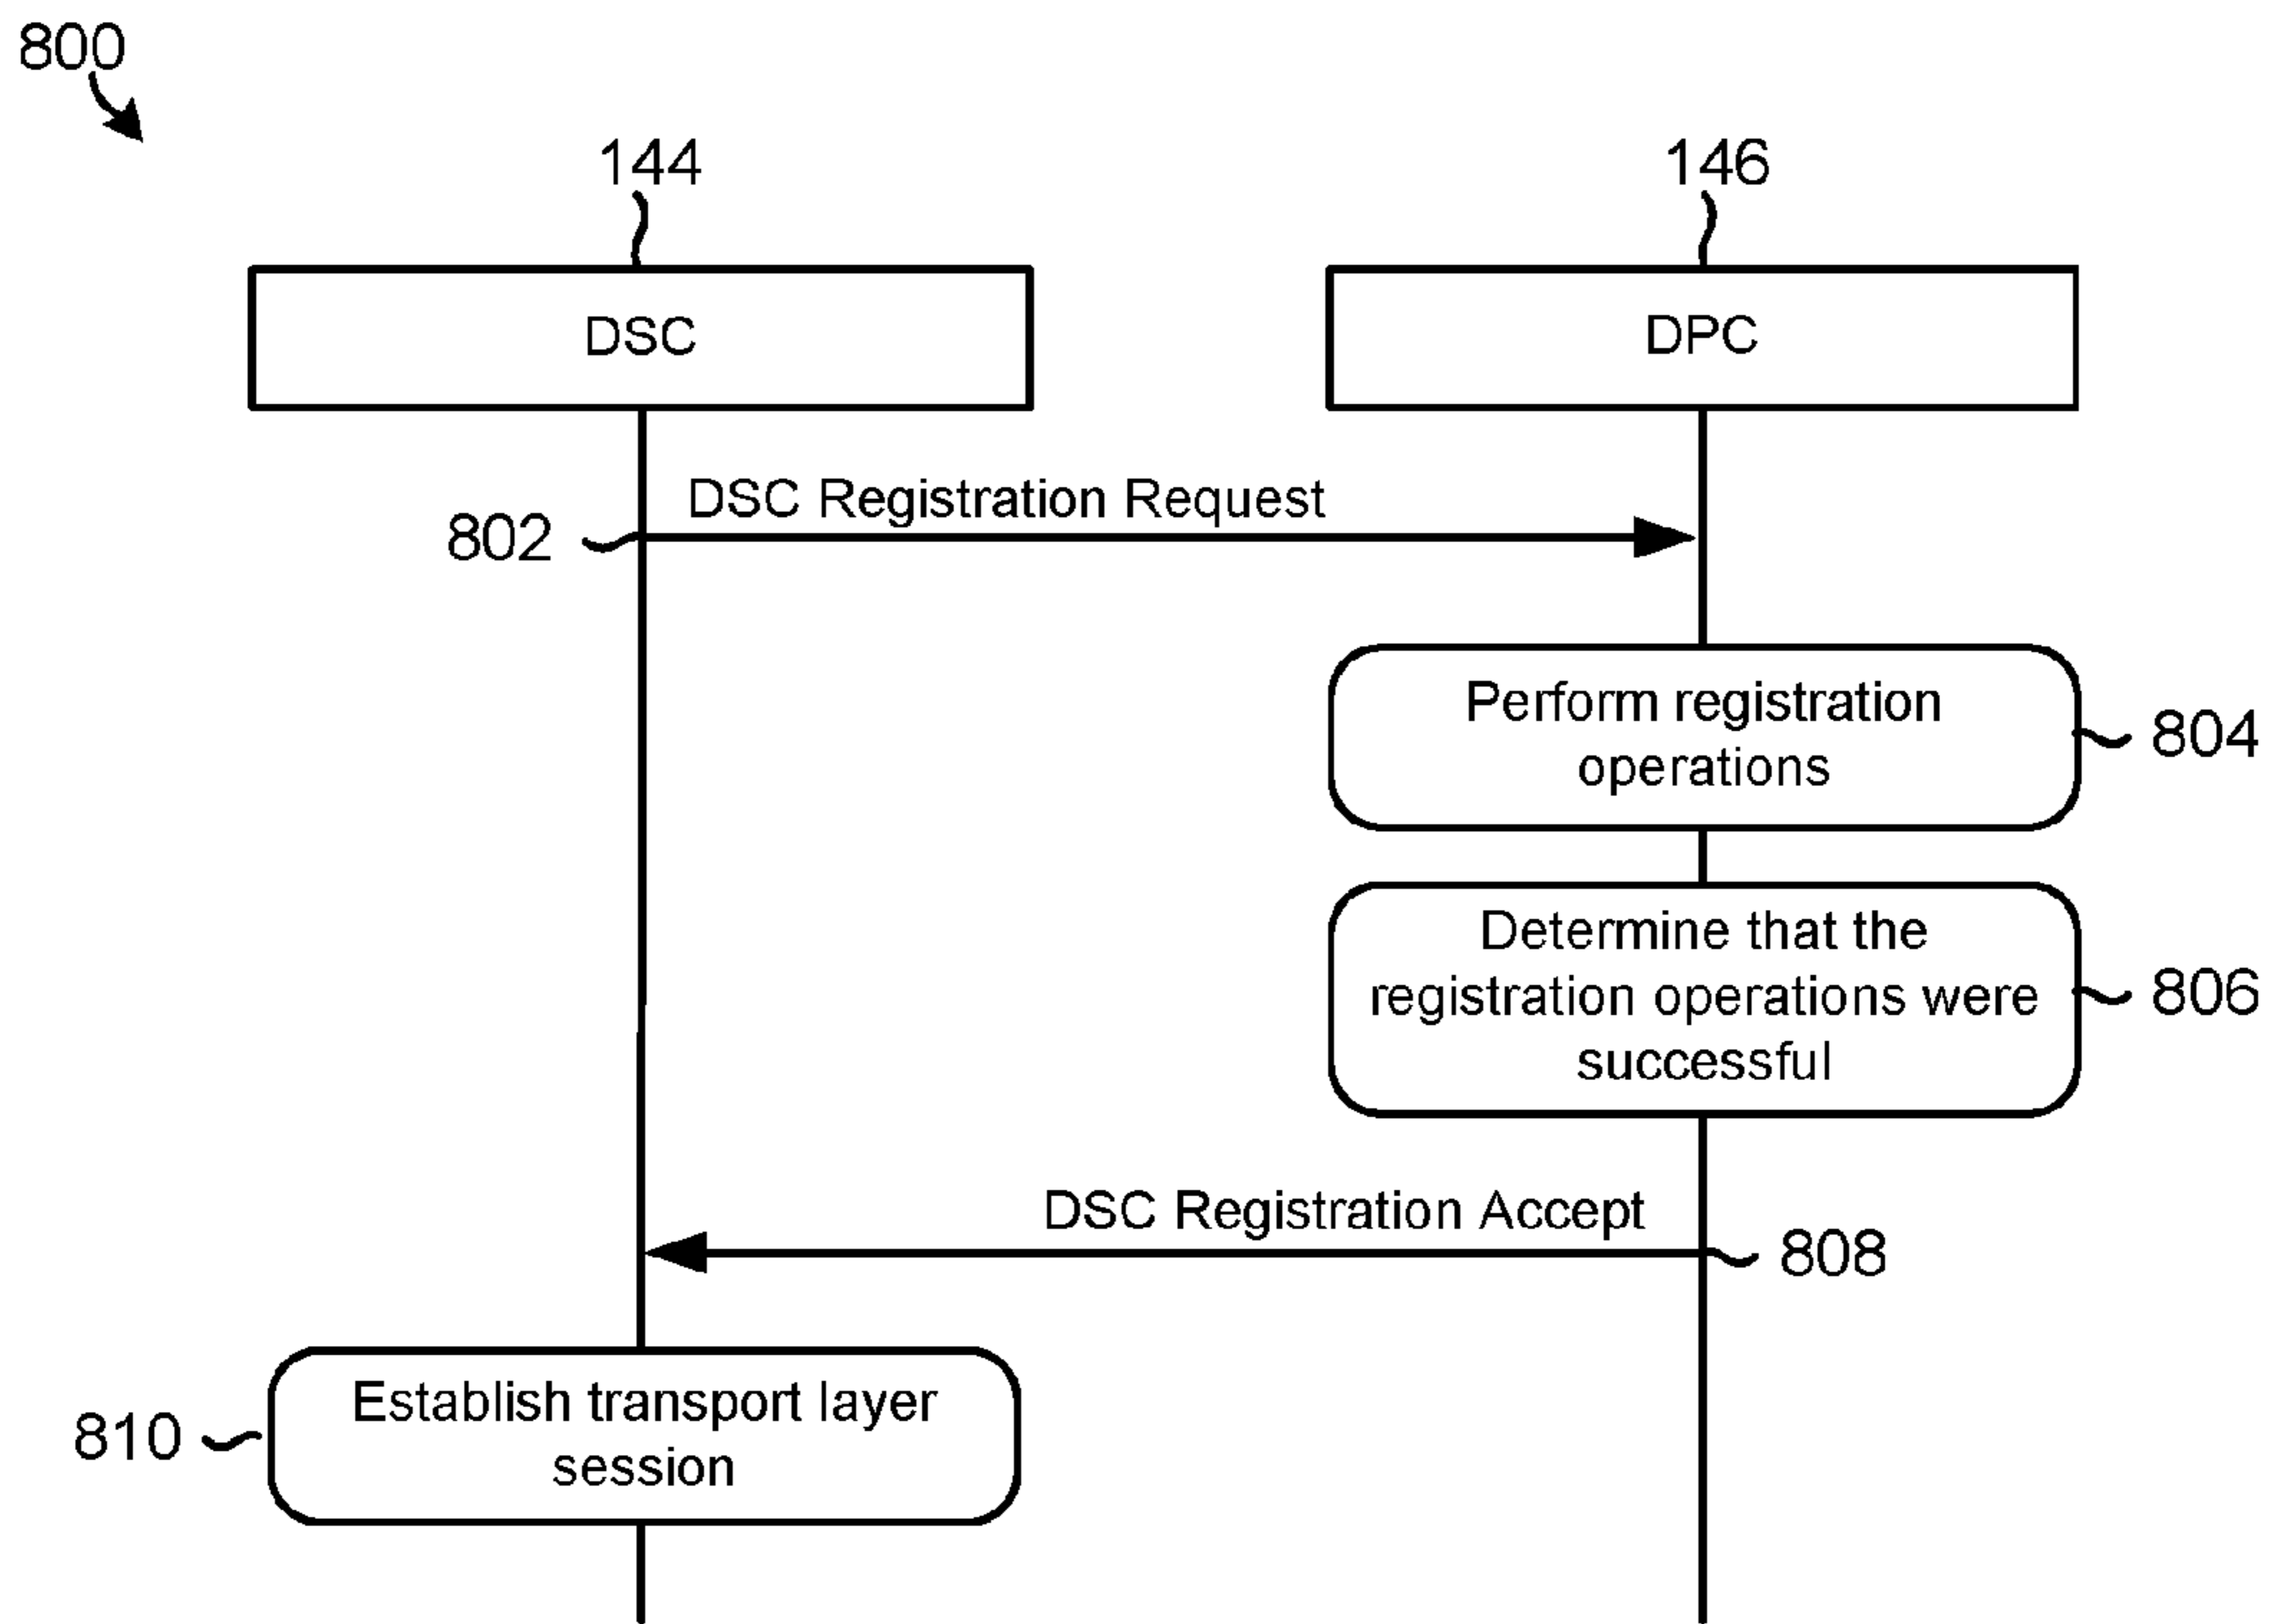 800
144
146
DSC
DPC
DSC Registration Request
802
Perform registration
operations
804
Determine that the
registration operations were
successful
806
DSC Registration Accept
808
Establish transport layer
session
810